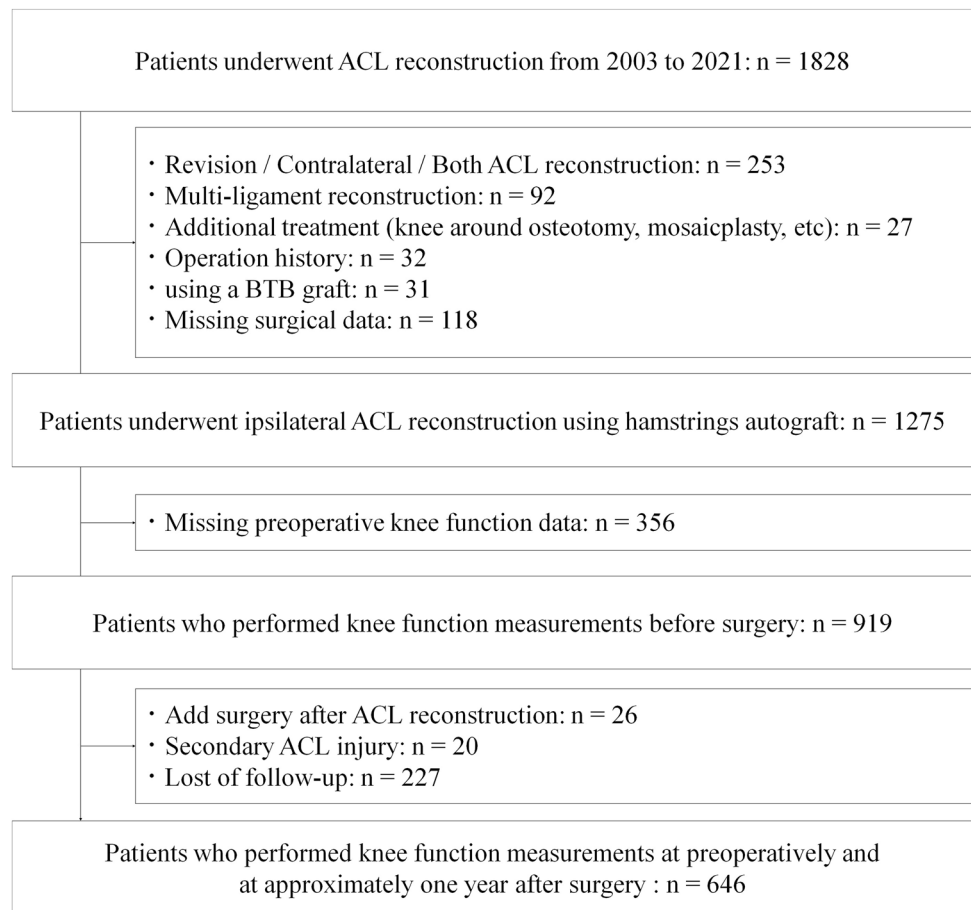 Patients underwent ACL reconstruction from 2003 to 2021: n = 1828
・Revision / Contralateral / Both ACL reconstruction: n = 253
・Multi-ligament reconstruction: n = 92
・Additional treatment (knee around osteotomy, mosaicplasty, etc): n = 27
・Operation history: n = 32
・using a BTB graft: n = 31
・Missing surgical data: n = 118
Patients underwent ipsilateral ACL reconstruction using hamstrings autograft: n = 1275
・Missing preoperative knee function data: n = 356
Patients who performed knee function measurements before surgery: n = 919
・Add surgery after ACL reconstruction: n = 26
・Secondary ACL injury: n = 20
・Lost of follow-up: n = 227
Patients who performed knee function measurements at preoperatively and
at approximately one year after surgery : n = 646